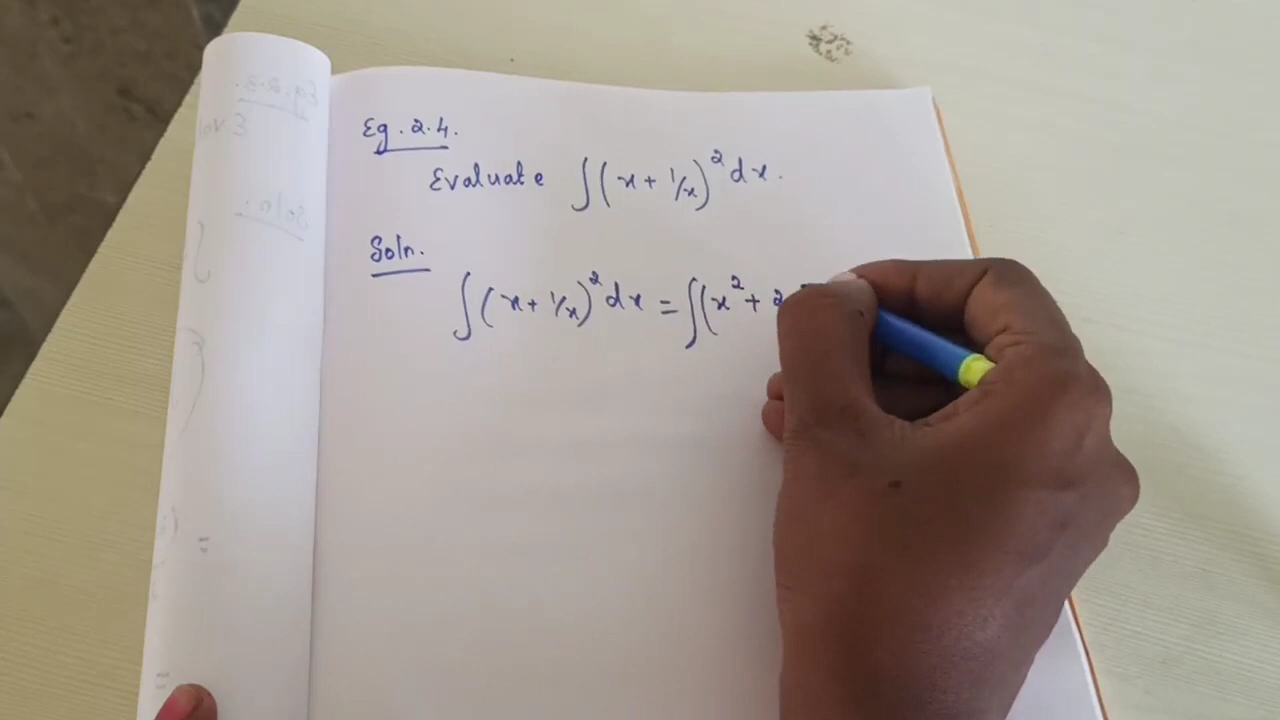 Eg. 2.4.
Evaluate ∫(x + 1/x)² dx.
Soln.
∫(x + 1/x)² dx = ∫(x² + 2